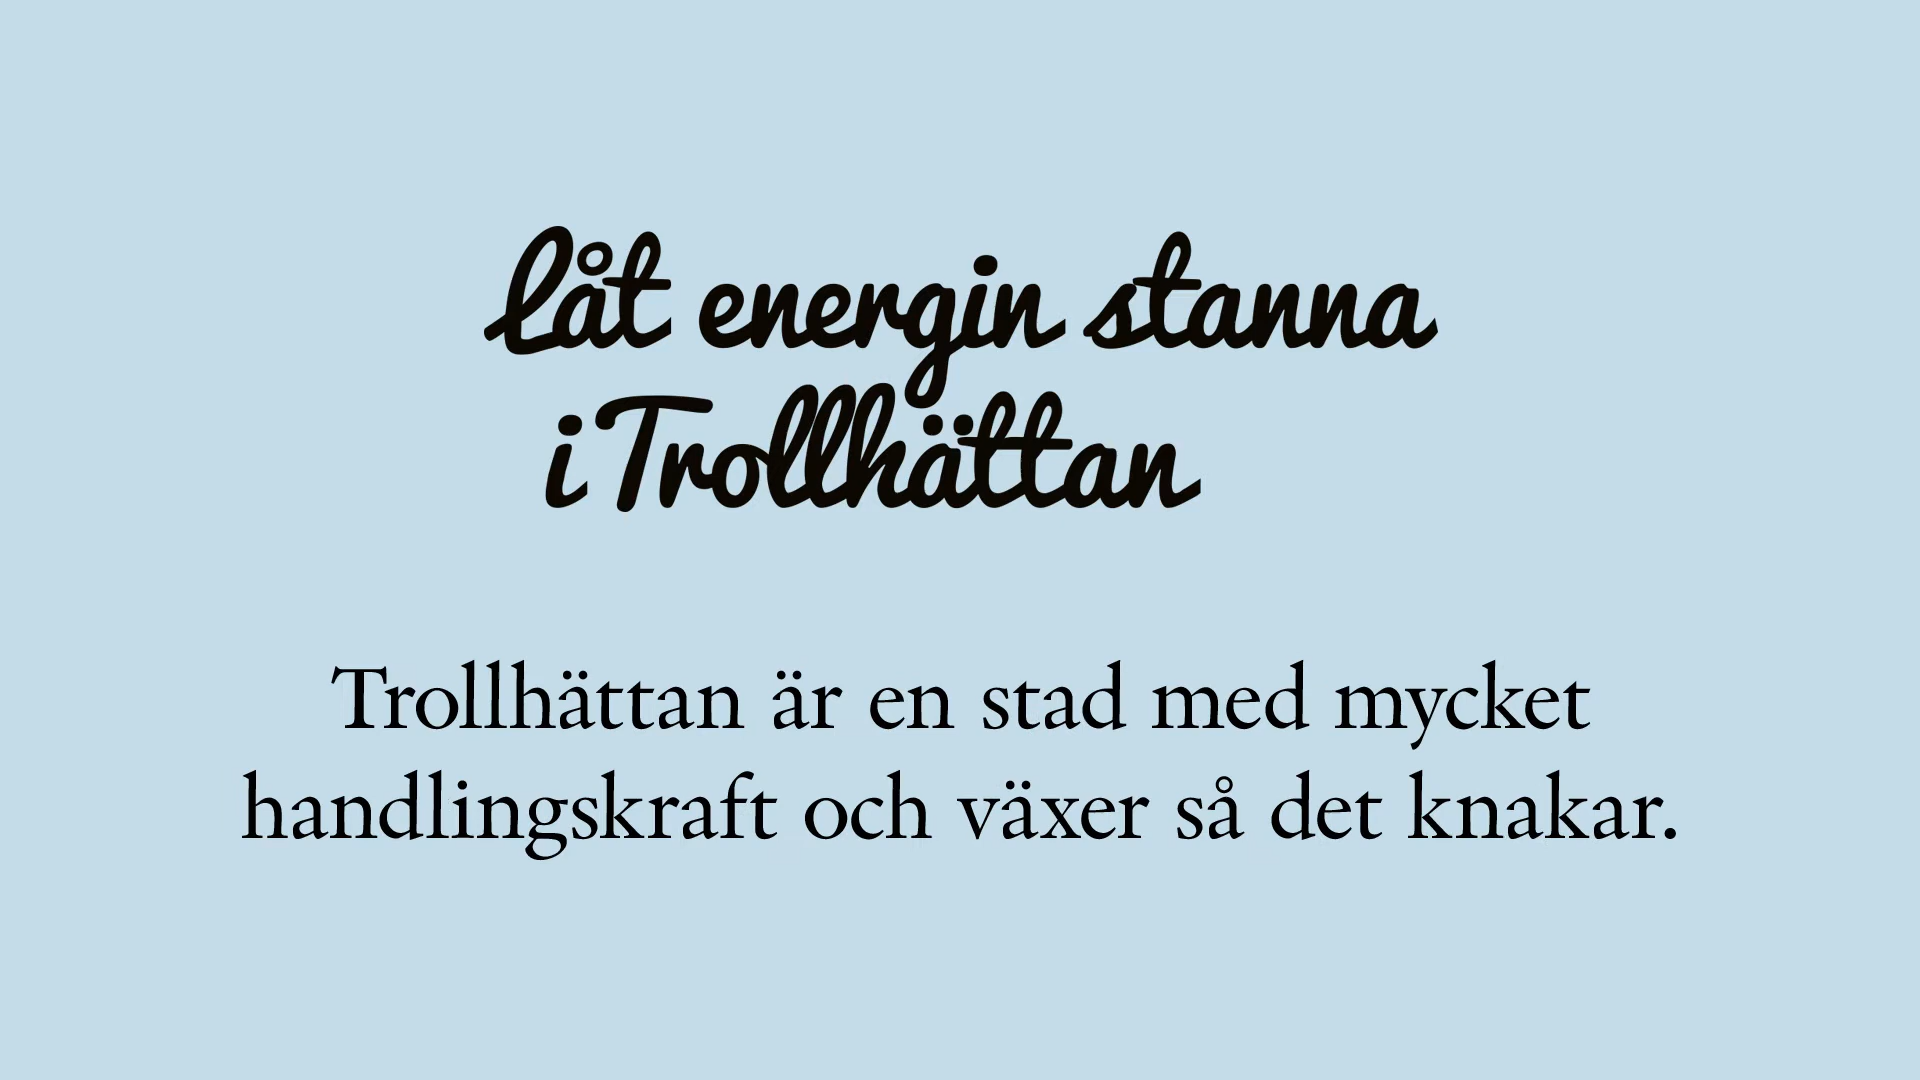 Låt energin stanna
i Trollhättan
Trollhättan är en stad med mycket
handlingskraft och växer så det knakar.